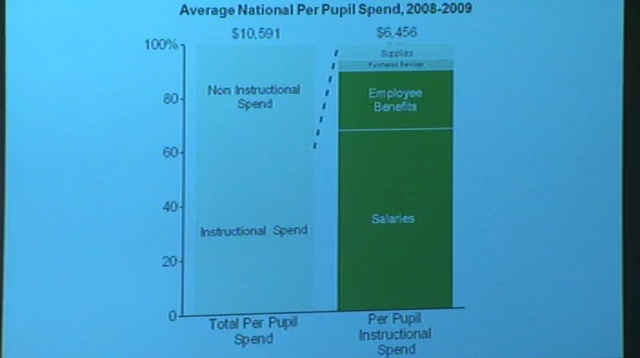 Average National Per Pupil Spend, 2008-2009
$10,591
$6,456
100%
80
60
40
20
0
Non Instructional
Spend
Instructional Spend
Supplies
Purchased Services
Employee
Benefits
Salaries
Total Per Pupil
Spend
Per Pupil
Instructional
Spend